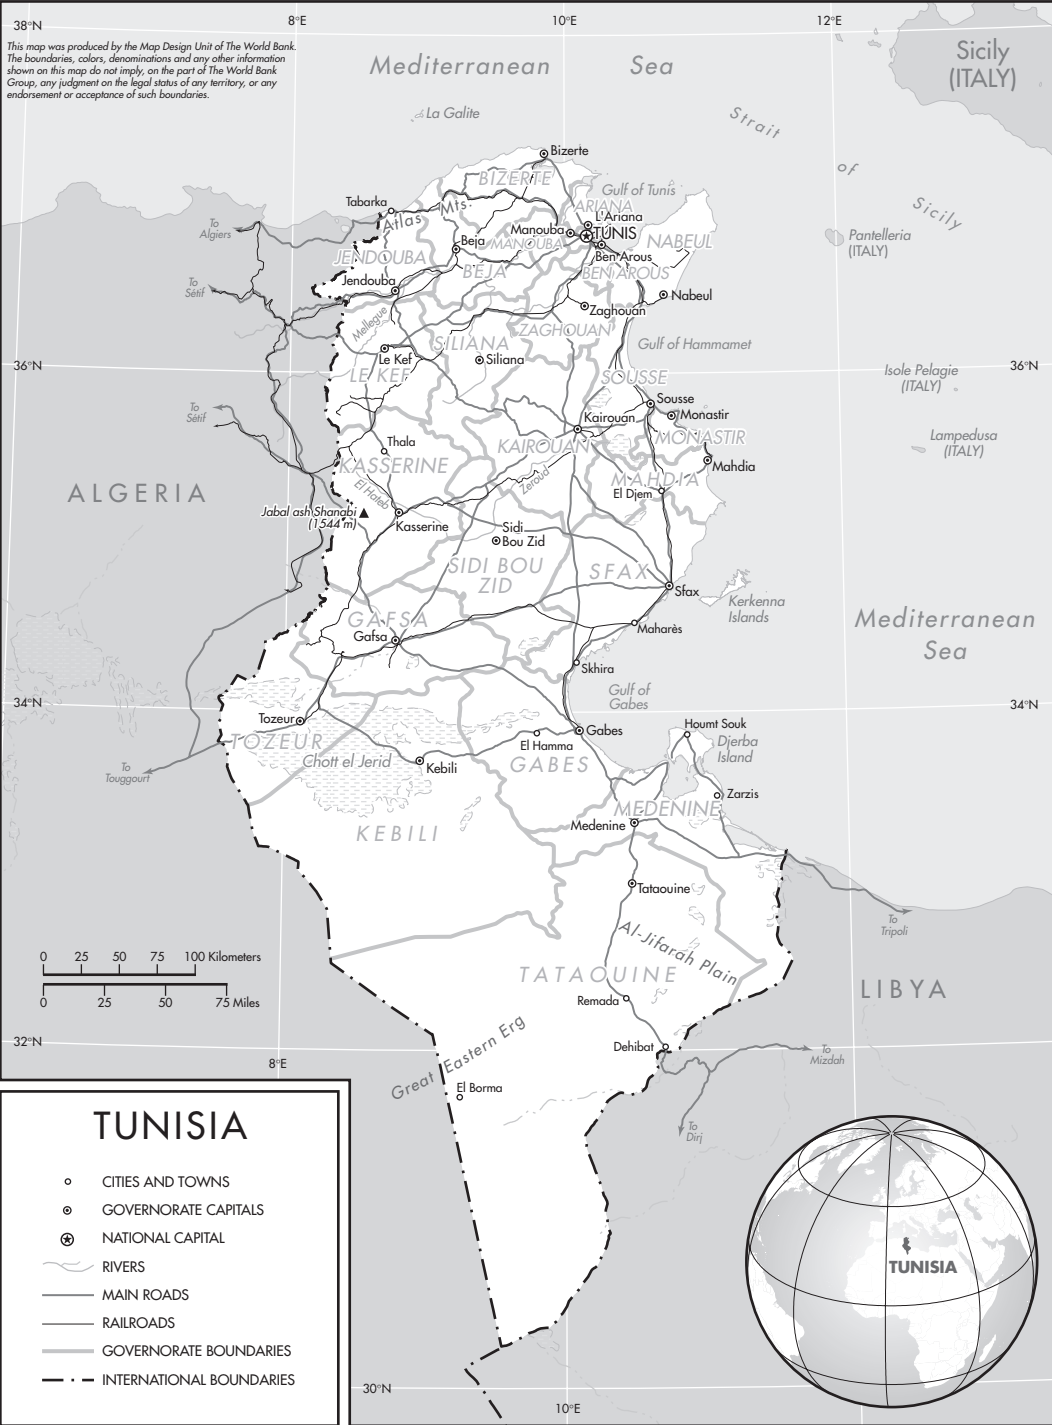 38°N
8°E
10°E
12°E
This map was produced by the Map Design Unit of The World Bank.
The boundaries, colors, denominations and any other information
shown on this map do not imply, on the part of The World Bank
Group, any judgment on the legal status of any territory, or any
endorsement or acceptance of such boundaries.
Mediterranean Sea
Sicily
(ITALY)
La Galite
Strait of Sicily
Bizerte
BIZERTE
Gulf of Tunis
Tabarka
Atlas Mts.
ARIANA
L'Ariana
Manouba
TUNIS
MANOUBA
Ben Arous
BEN AROUS
NABEUL
Pantelleria
(ITALY)
To
Algiers
Beja
BEJA
JENDOUBA
Jendouba
To
Sétif
Nabeul
Zaghouan
ZAGHOUAN
Mellegue
SILIANA
Siliana
Gulf of Hammamet
Le Kef
LE KEF
36°N
36°N
Isole Pelagie
(ITALY)
SOUSSE
Sousse
To
Sétif
Kairouan
Monastir
MONASTIR
Lampedusa
(ITALY)
Thala
KAIROUAN
KASSERINE
Mahdia
MAHDIA
Zeroud
El Hateb
El Djem
ALGERIA
Jabal ash Shanabi
(1544 m)
Kasserine
Sidi
Bou Zid
SIDI BOU
ZID
SFAX
Sfax
Kerkenna
Islands
Mediterranean
Sea
GAFSA
Gafsa
Maharès
Skhira
Gulf of
Gabes
34°N
34°N
Tozeur
TOZEUR
Gabes
Houmt Souk
El Hamma
Djerba
Island
Chott el Jerid
Kebili
GABES
To
Touggourt
Zarzis
MEDENINE
Medenine
KEBILI
Tataouine
To
Tripoli
Al-Jifarah Plain
0 25 50 75 100 Kilometers
0 25 50 75 Miles
TATAOUINE
LIBYA
Remada
32°N
Dehibat
To
Mizdah
8°E
Great Eastern Erg
El Borma
To
Dirj
TUNISIA
CITIES AND TOWNS
GOVERNORATE CAPITALS
NATIONAL CAPITAL
RIVERS
MAIN ROADS
RAILROADS
GOVERNORATE BOUNDARIES
INTERNATIONAL BOUNDARIES
TUNISIA
30°N
10°E